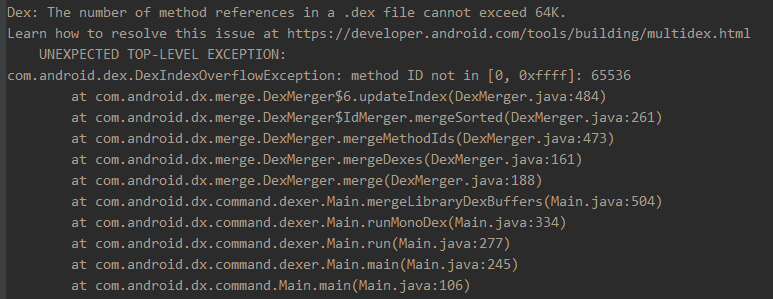 Dex: The number of method references in a .dex file cannot exceed 64K.
Learn how to resolve this issue at https://developer.android.com/tools/building/multidex.html
UNEXPECTED TOP-LEVEL EXCEPTION:
com.android.dex.DexIndexOverflowException: method ID not in [0, 0xffff]: 65536
at com.android.dx.merge.DexMerger$6.updateIndex(DexMerger.java:484)
at com.android.dx.merge.DexMerger$IdMerger.mergeSorted(DexMerger.java:261)
at com.android.dx.merge.DexMerger.mergeMethodIds(DexMerger.java:473)
at com.android.dx.merge.DexMerger.mergeDexes(DexMerger.java:161)
at com.android.dx.merge.DexMerger.merge(DexMerger.java:188)
at com.android.dx.command.dexer.Main.mergeLibraryDexBuffers(Main.java:504)
at com.android.dx.command.dexer.Main.runMonoDex(Main.java:334)
at com.android.dx.command.dexer.Main.run(Main.java:277)
at com.android.dx.command.dexer.Main.main(Main.java:245)
at com.android.dx.command.Main.main(Main.java:106)